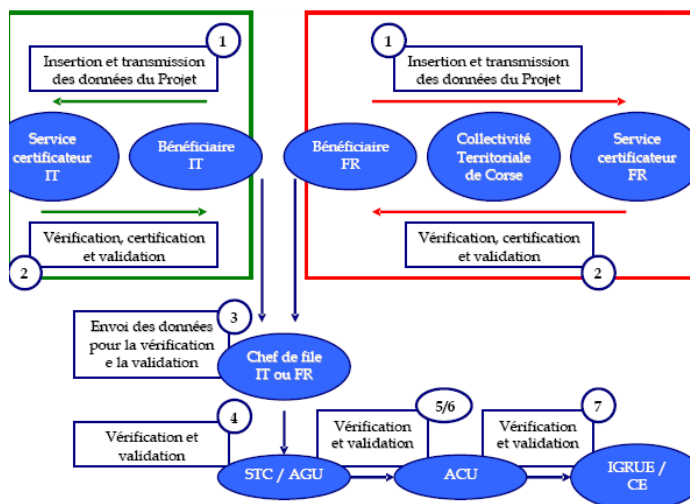 1
Insertion et transmission
des données du Projet
1
Insertion et transmission
des données du Projet
Service
certificateur
IT
Bénéficiaire
IT
Bénéficiaire
FR
Collectivité
Territoriale
de Corse
Service
certificateur
FR
Vérification, certification
et validation
2
Vérification, certification
et validation
2
3
Envoi des données
pour la vérification
e la validation
Chef de file
IT ou FR
4
Vérification et
validation
5/6
Vérification
et validation
7
Vérification
et validation
STC / AGU
ACU
IGRUE /
CE